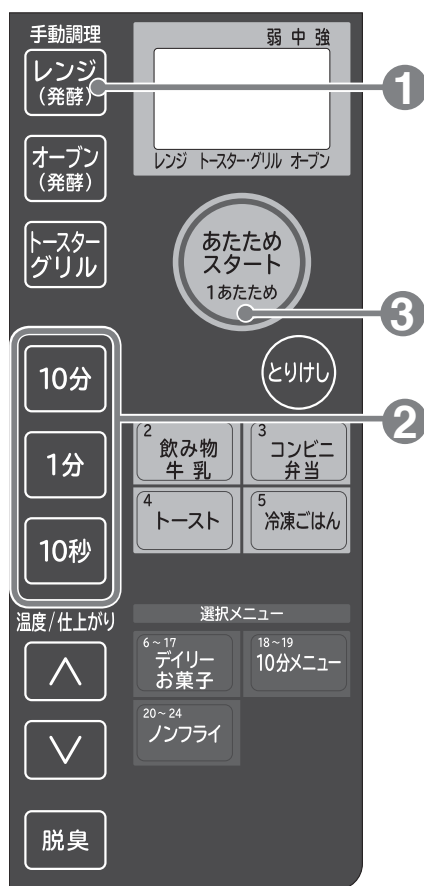 手動調理
レンジ
（発酵）
オーブン
（発酵）
トースター
グリル
10分
1分
10秒
温度/仕上がり
∧
∨
脱臭
弱 中 強
レンジ トースター・グリル オーブン
あたため
スタート
1あたため
とりけし
2
飲み物
牛乳
3
コンビニ
弁当
4
トースト
5
冷凍ごはん
選択メニュー
6～17
デイリー
お菓子
18～19
10分メニュー
20～24
ノンフライ
1
3
2